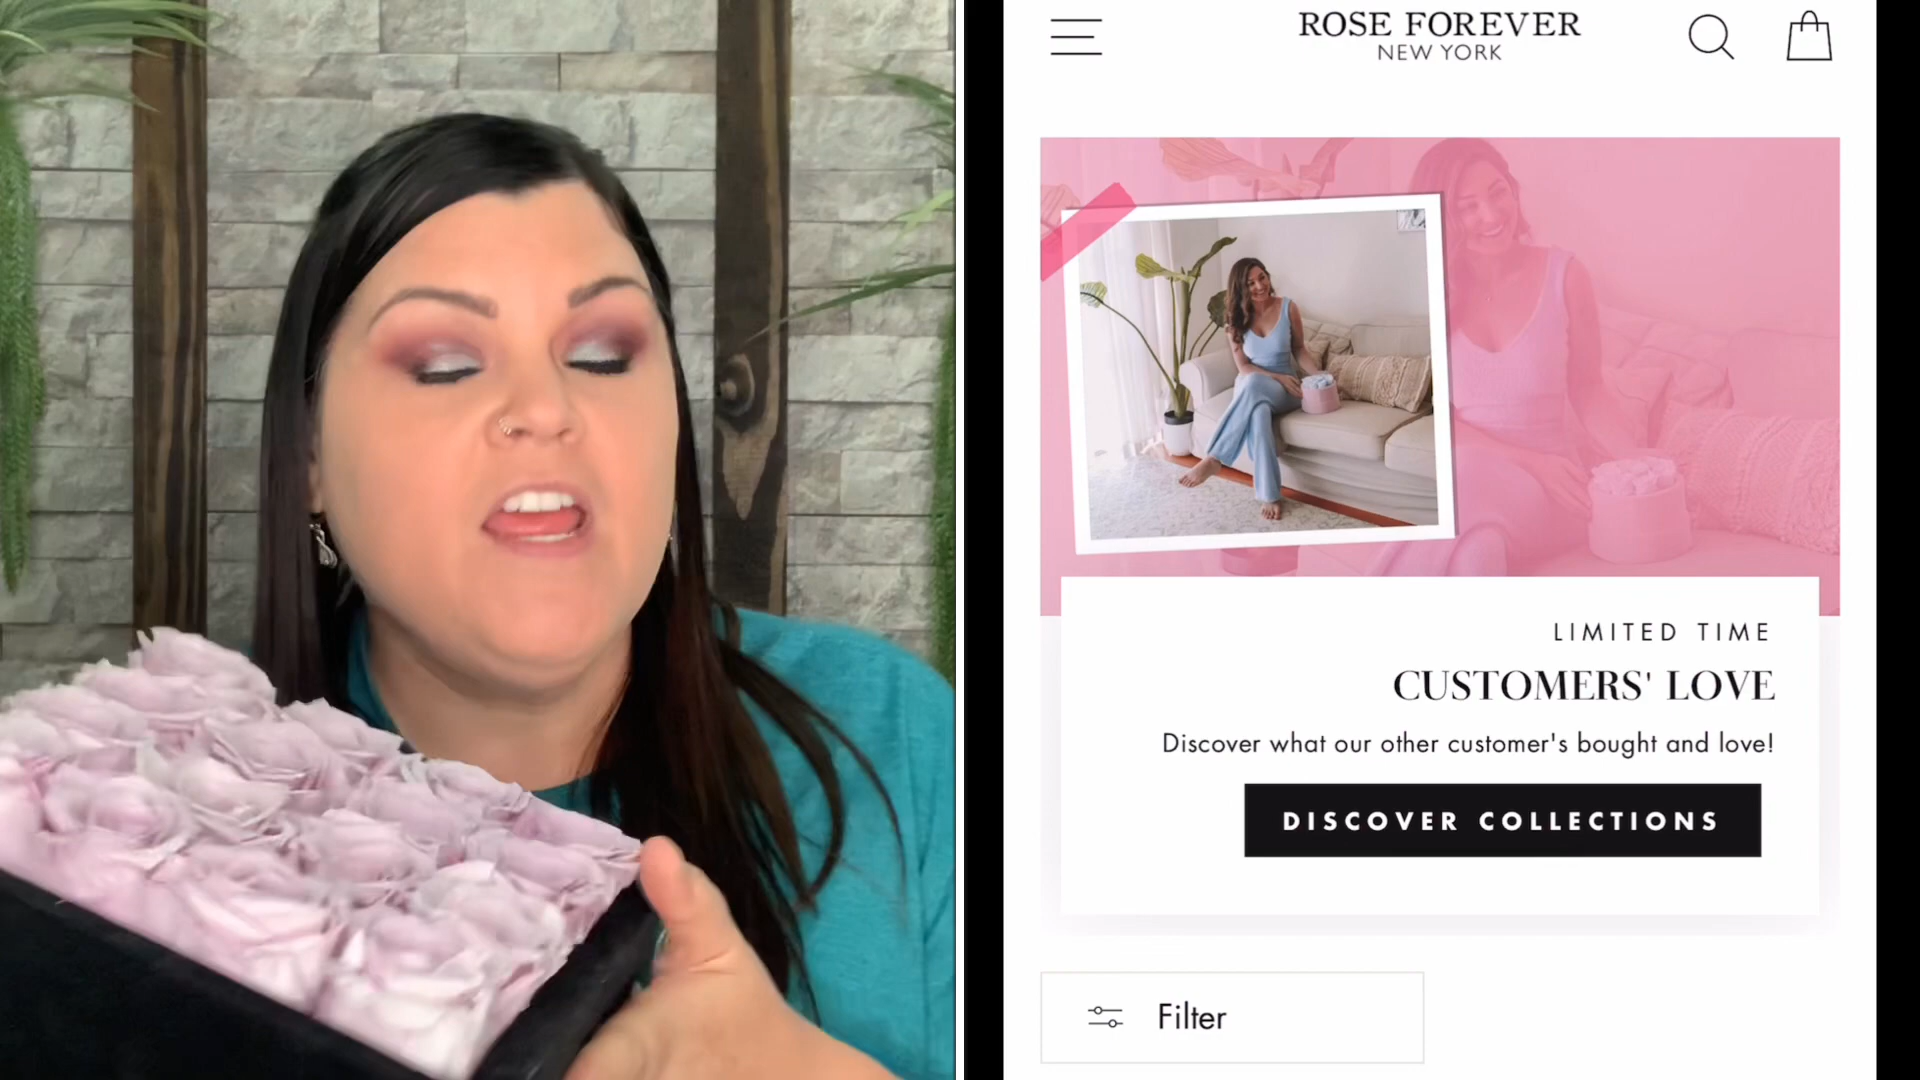 ROSE FOREVER
NEW YORK
LIMITED TIME
CUSTOMERS' LOVE
Discover what our other customer's bought and love!
DISCOVER COLLECTIONS
Filter